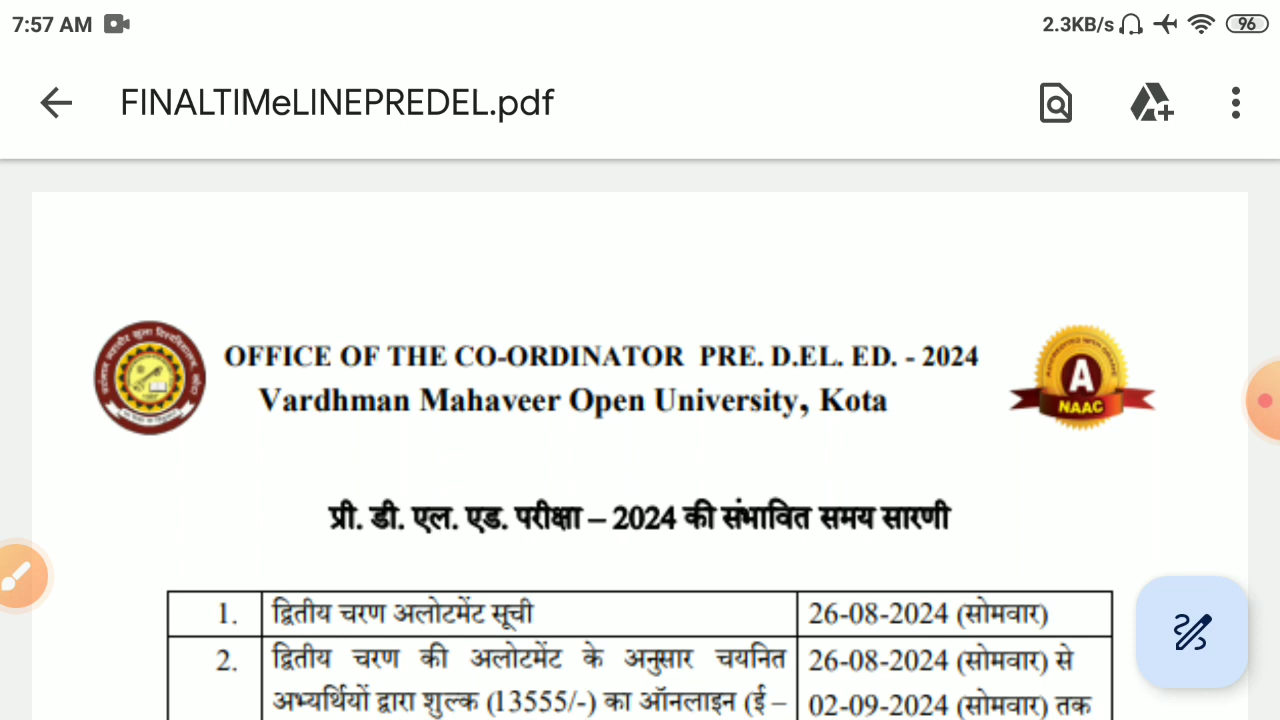 7:57 AM 2.3KB/s 96
FINALTIMeLINEPREDEL.pdf
OFFICE OF THE CO-ORDINATOR PRE. D.EL. ED. - 2024
Vardhman Mahaveer Open University, Kota
A
NAAC
प्री. डी. एल. एड. परीक्षा – 2024 की संभावित समय सारणी
1. द्वितीय चरण अलोटमेंट सूची 26-08-2024 (सोमवार)
2. द्वितीय चरण की अलोटमेंट के अनुसार चयनित 26-08-2024 (सोमवार) से
अभ्यर्थियों द्वारा शुल्क (13555/-) का ऑनलाइन (ई – 02-09-2024 (सोमवार) तक